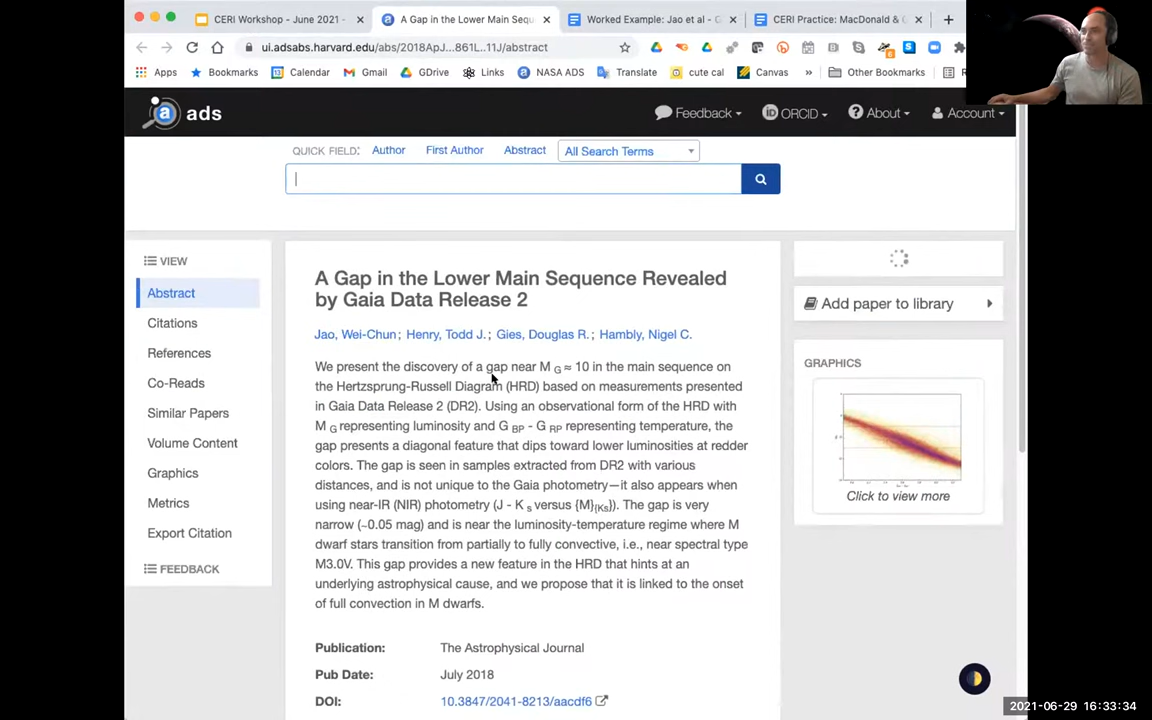 CERI Workshop - June 2021 -
A Gap in the Lower Main Sequ
Worked Example: Jao et al - G
CERI Practice: MacDonald &
ui.adsabs.harvard.edu/abs/2018ApJ...861L..11J/abstract
Apps
Bookmarks
Calendar
Gmail
GDrive
Links
NASA ADS
Translate
cute cal
Canvas
»
Other Bookmarks
ads
Feedback
ORCID
About
Account
QUICK FIELD:
Author
First Author
Abstract
All Search Terms
VIEW
Abstract
Citations
References
Co-Reads
Similar Papers
Volume Content
Graphics
Metrics
Export Citation
FEEDBACK
A Gap in the Lower Main Sequence Revealed
by Gaia Data Release 2
Jao, Wei-Chun; Henry, Todd J.; Gies, Douglas R.; Hambly, Nigel C.
We present the discovery of a gap near M G ≈ 10 in the main sequence on
the Hertzsprung-Russell Diagram (HRD) based on measurements presented
in Gaia Data Release 2 (DR2). Using an observational form of the HRD with
M G representing luminosity and G BP - G RP representing temperature, the
gap presents a diagonal feature that dips toward lower luminosities at redder
colors. The gap is seen in samples extracted from DR2 with various
distances, and is not unique to the Gaia photometry—it also appears when
using near-IR (NIR) photometry (J - K s versus {M}{Ks}). The gap is very
narrow (~0.05 mag) and is near the luminosity-temperature regime where M
dwarf stars transition from partially to fully convective, i.e., near spectral type
M3.0V. This gap provides a new feature in the HRD that hints at an
underlying astrophysical cause, and we propose that it is linked to the onset
of full convection in M dwarfs.
Publication: The Astrophysical Journal
Pub Date: July 2018
DOI: 10.3847/2041-8213/aacdf6
Add paper to library
GRAPHICS
Click to view more
2021-06-29 16:33:34